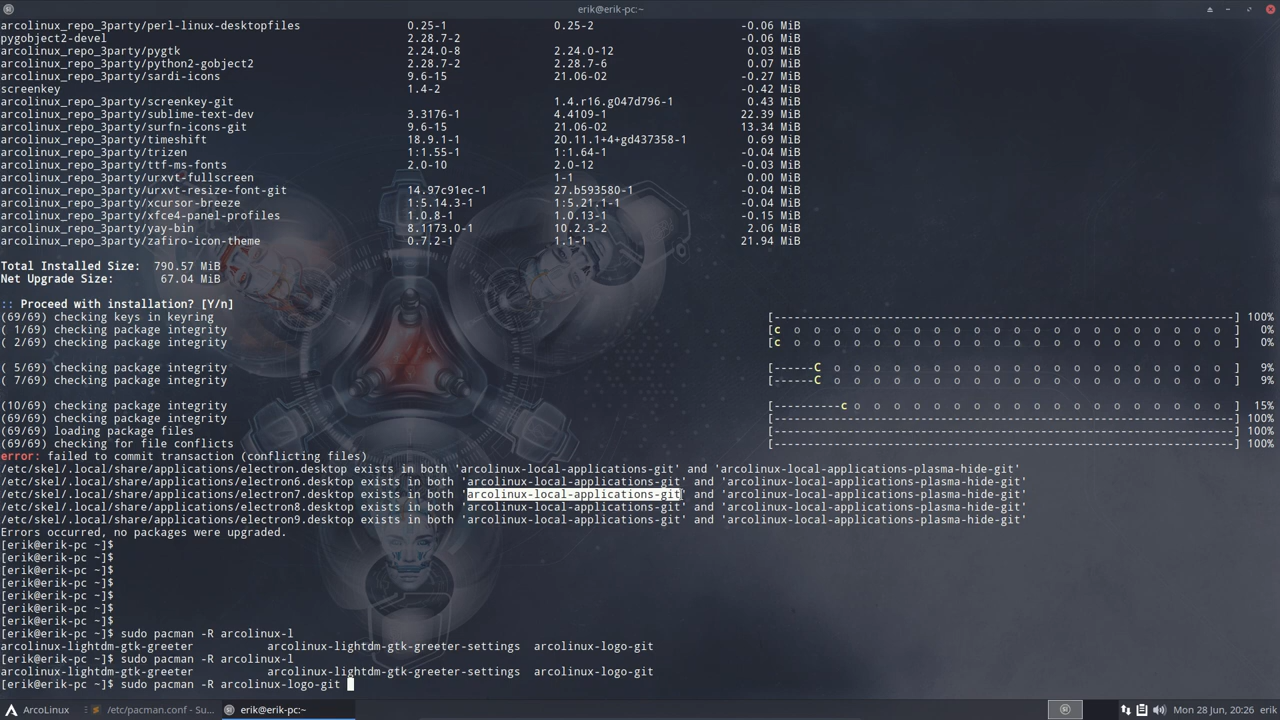 erik@erik-pc:~
arcolinux_repo_3party/perl-linux-desktopfiles 0.25-1 0.25-2 -0.06 MiB
pygobject2-devel 2.28.7-2 -0.06 MiB
arcolinux_repo_3party/pygtk 2.24.0-8 2.24.0-12 0.03 MiB
arcolinux_repo_3party/python2-gobject2 2.28.7-2 2.28.7-6 0.07 MiB
arcolinux_repo_3party/sardi-icons 9.6-15 21.06-02 -0.27 MiB
screenkey 1.4-2 -0.42 MiB
arcolinux_repo_3party/screenkey-git 1.4.r16.g047d796-1 0.43 MiB
arcolinux_repo_3party/sublime-text-dev 3.3176-1 4.4109-1 22.39 MiB
arcolinux_repo_3party/surfn-icons-git 9.6-15 21.06-02 13.34 MiB
arcolinux_repo_3party/timeshift 18.9.1-1 20.11.1+4+gd437358-1 0.69 MiB
arcolinux_repo_3party/trizen 1:1.55-1 1:1.64-1 -0.04 MiB
arcolinux_repo_3party/ttf-ms-fonts 2.0-10 2.0-12 -0.03 MiB
arcolinux_repo_3party/urxvt-fullscreen 1-1 0.00 MiB
arcolinux_repo_3party/urxvt-resize-font-git 14.97c91ec-1 27.b593580-1 -0.04 MiB
arcolinux_repo_3party/xcursor-breeze 1:5.14.3-1 1:5.21.1-1 -0.04 MiB
arcolinux_repo_3party/xfce4-panel-profiles 1.0.8-1 1.0.13-1 -0.15 MiB
arcolinux_repo_3party/yay-bin 8.1173.0-1 10.2.3-2 2.06 MiB
arcolinux_repo_3party/zafiro-icon-theme 0.7.2-1 1.1-1 21.94 MiB
Total Installed Size: 790.57 MiB
Net Upgrade Size: 67.04 MiB
:: Proceed with installation? [Y/n]
(69/69) checking keys in keyring [----------------------------------------------------------------------] 100%
( 1/69) checking package integrity [c o o o o o o o o o o o o o o o o o o o o o o ] 0%
( 2/69) checking package integrity [c o o o o o o o o o o o o o o o o o o o o o o ] 0%
( 5/69) checking package integrity [------C o o o o o o o o o o o o o o o o o o o o ] 9%
( 7/69) checking package integrity [------C o o o o o o o o o o o o o o o o o o o o ] 9%
(10/69) checking package integrity [----------c o o o o o o o o o o o o o o o o o o o ] 15%
(69/69) checking package integrity [----------------------------------------------------------------------] 100%
(69/69) loading package files [----------------------------------------------------------------------] 100%
(69/69) checking for file conflicts [----------------------------------------------------------------------] 100%
error: failed to commit transaction (conflicting files)
/etc/skel/.local/share/applications/electron.desktop exists in both 'arcolinux-local-applications-git' and 'arcolinux-local-applications-plasma-hide-git'
/etc/skel/.local/share/applications/electron6.desktop exists in both 'arcolinux-local-applications-git' and 'arcolinux-local-applications-plasma-hide-git'
/etc/skel/.local/share/applications/electron7.desktop exists in both 'arcolinux-local-applications-git' and 'arcolinux-local-applications-plasma-hide-git'
/etc/skel/.local/share/applications/electron8.desktop exists in both 'arcolinux-local-applications-git' and 'arcolinux-local-applications-plasma-hide-git'
/etc/skel/.local/share/applications/electron9.desktop exists in both 'arcolinux-local-applications-git' and 'arcolinux-local-applications-plasma-hide-git'
Errors occurred, no packages were upgraded.
[erik@erik-pc ~]$
[erik@erik-pc ~]$
[erik@erik-pc ~]$
[erik@erik-pc ~]$
[erik@erik-pc ~]$
[erik@erik-pc ~]$
[erik@erik-pc ~]$
[erik@erik-pc ~]$ sudo pacman -R arcolinux-l
arcolinux-lightdm-gtk-greeter arcolinux-lightdm-gtk-greeter-settings arcolinux-logo-git
[erik@erik-pc ~]$ sudo pacman -R arcolinux-l
arcolinux-lightdm-gtk-greeter arcolinux-lightdm-gtk-greeter-settings arcolinux-logo-git
[erik@erik-pc ~]$ sudo pacman -R arcolinux-logo-git
ArcoLinux /etc/pacman.conf - Su... erik@erik-pc:~ Mon 28 Jun, 20:26 erik